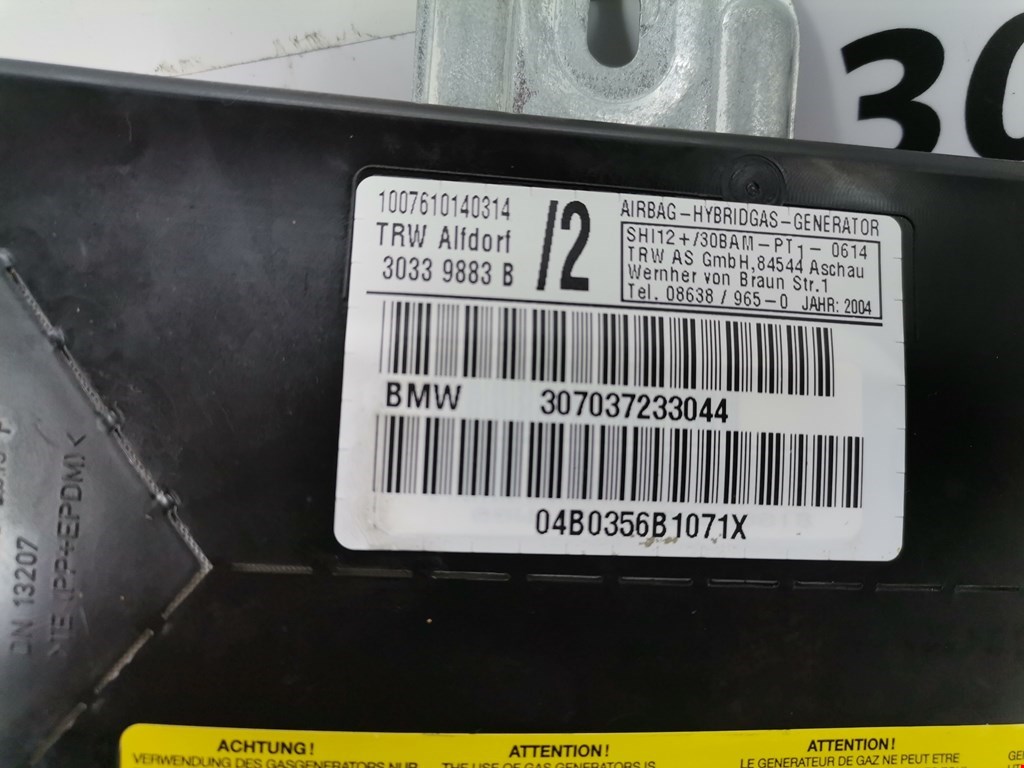 30
1007610140314
TRW Alfdorf
3033 9883 B
/2
AIRBAG-HYBRIDGAS-GENERATOR
SHI12+/30BAM-PT1- 0614
TRW AS GmbH,84544 Aschau
Wernher von Braun Str.1
Tel. 08638 / 965-0 JAHR: 2004
BMW 307037233044
04B0356B1071X
DN 13207
>TE(PP+EPDM)<
ACHTUNG!
VERWENDUNG DES GASGENERATORS NUR
ATTENTION!
THE USE OF GAS GENERATORS IS
ATTENTION!
LE GENERATEUR DE GAZ NE PEUT ETRE